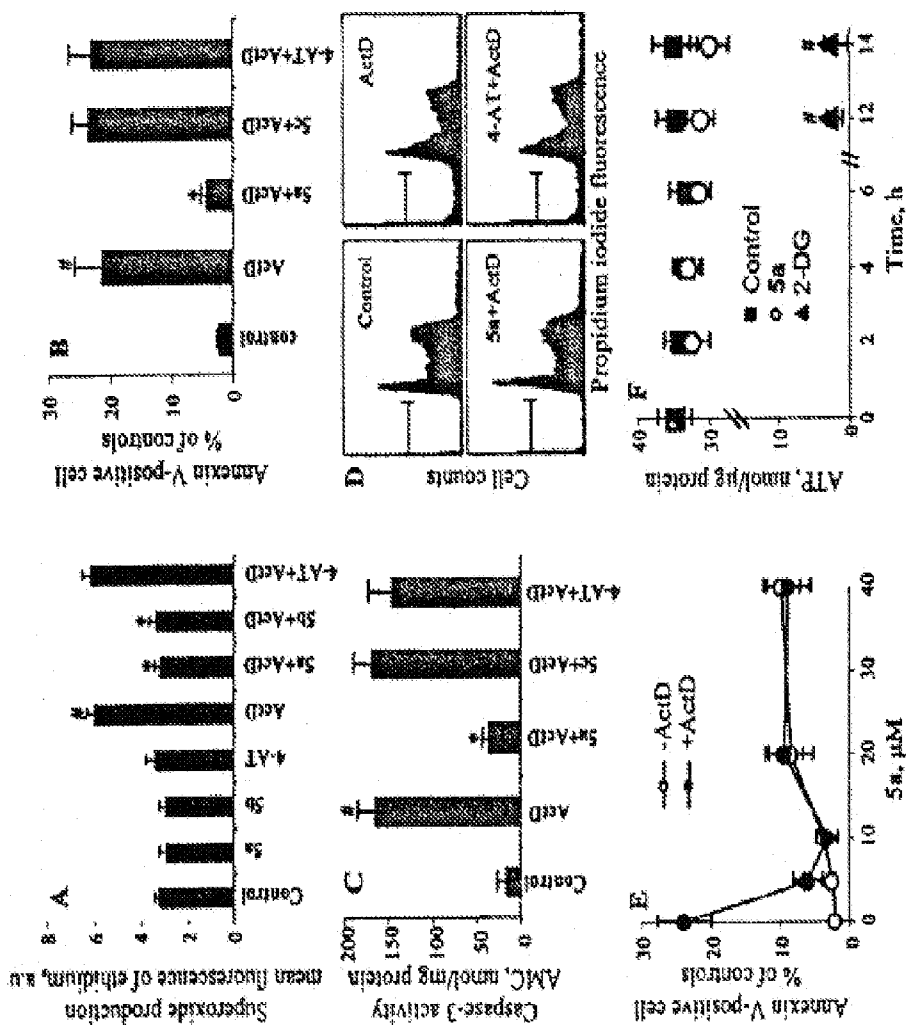 A
Superoxide production
mean fluorescence of ethidium, a.u
8
6
4
2
0
Control
5a
5b
4-AT
ActD
5a+ActD
5b+ActD
4-AT+ActD
#
*
*
B
Annexin V-positive cell
% of controls
30
20
10
0
control
ActD
5a+ActD
5c+ActD
4-AT+ActD
#
*
C
Caspase-3 activity
AMC, nmol/mg protein
200
150
100
50
0
Control
ActD
5a+ActD
5c+ActD
4-AT+ActD
#
*
D
Cell counts
Control
ActD
5a+ActD
4-AT+ActD
Propidium iodide fluorescence
E
Annexin V-positive cell
% of controls
30
20
10
0
-ActD
+ActD
0
10
20
30
40
5a, µM
F
ATP, nmol/µg protein
40
30
10
0
Control
5a
2-DG
#
#
0
2
4
6
12
14
Time, h